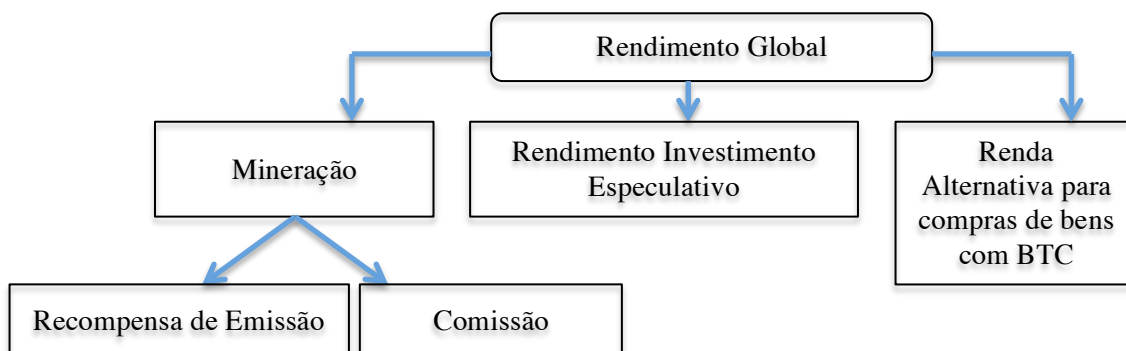 Rendimento Global
Mineração
Rendimento Investimento
Especulativo
Renda
Alternativa para
compras de bens
com BTC
Recompensa de Emissão
Comissão